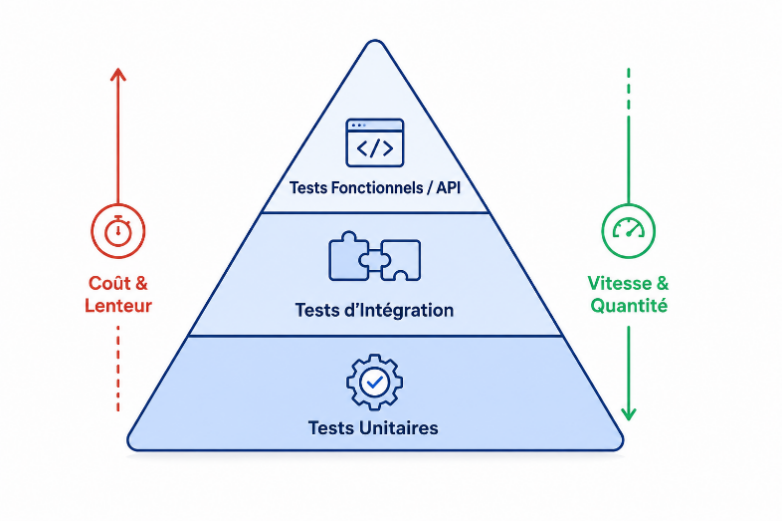 </>
Tests Fonctionnels / API
Coût &
Lenteur
Vitesse &
Quantité
Tests d'Intégration
Tests Unitaires